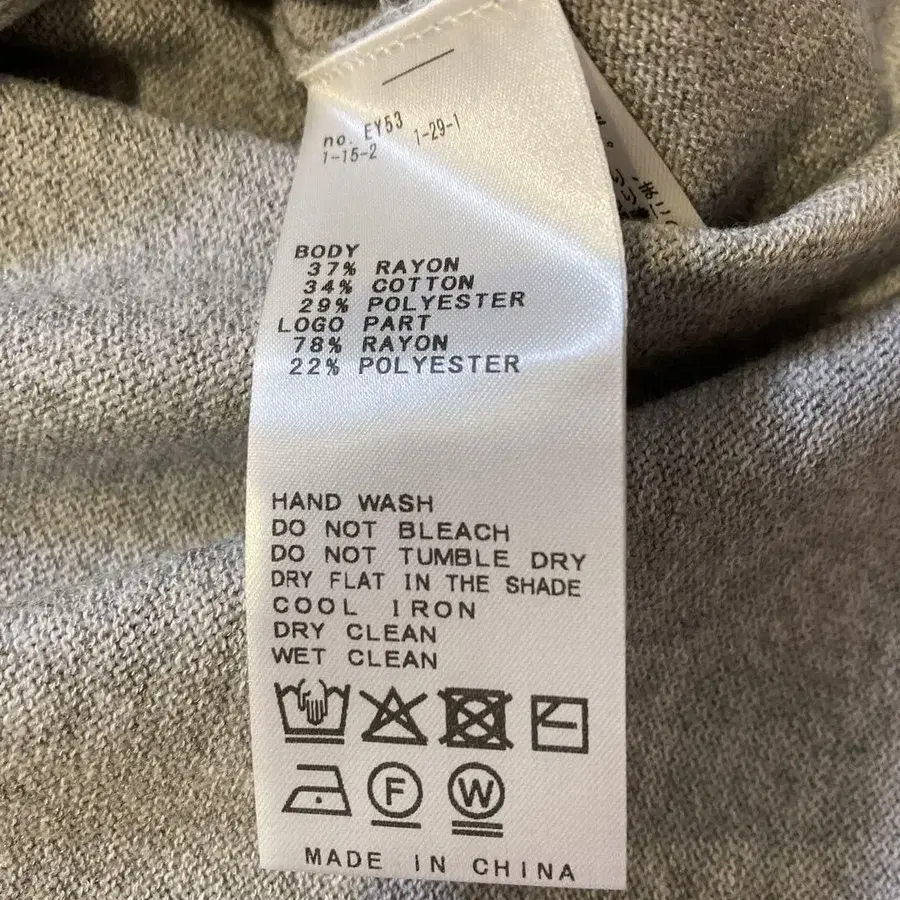 no. EY53
1-15-2 1-29-1
BODY
37% RAYON
34% COTTON
29% POLYESTER
LOGO PART
78% RAYON
22% POLYESTER
HAND WASH
DO NOT BLEACH
DO NOT TUMBLE DRY
DRY FLAT IN THE SHADE
COOL IRON
DRY CLEAN
WET CLEAN
F W
MADE IN CHINA